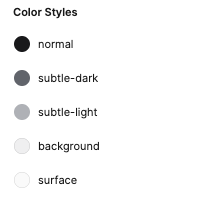 Color Styles
normal
subtle-dark
subtle-light
background
surface